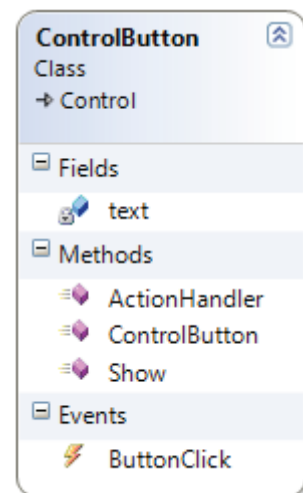 ControlButton
Class
Control
Fields
text
Methods
ActionHandler
ControlButton
Show
Events
ButtonClick